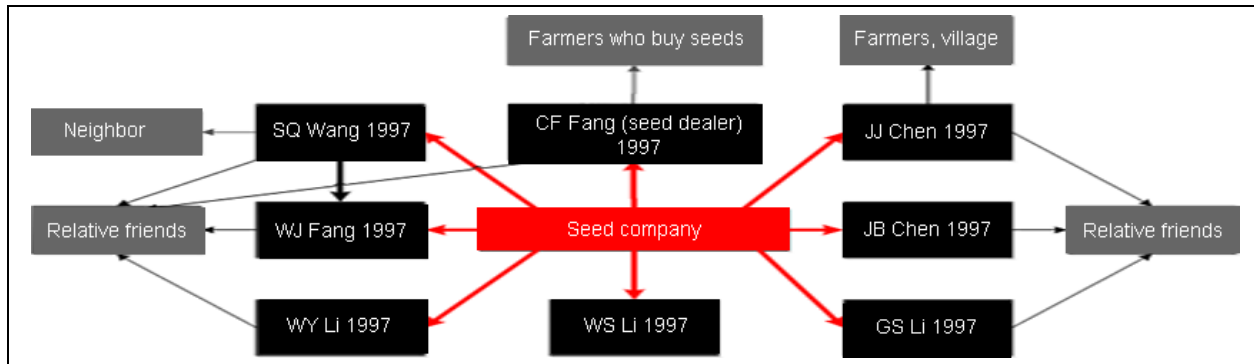 Farmers who buy seeds
Farmers, village
Neighbor
SQ Wang 1997
CF Fang (seed dealer)
1997
JJ Chen 1997
Relative friends
WJ Fang 1997
Seed company
JB Chen 1997
Relative friends
WY Li 1997
WS Li 1997
GS Li 1997